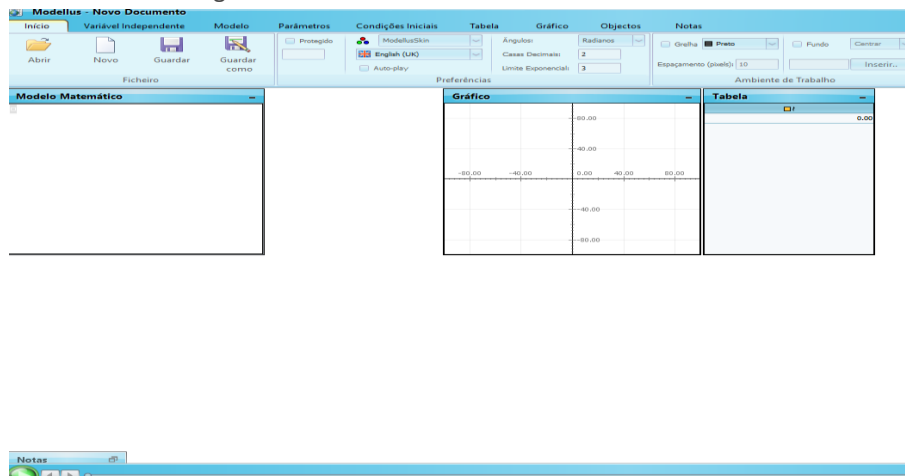 Modellus - Novo Documento
Início Variável Independente Modelo Parâmetros Condições Iniciais Tabela Gráfico Objectos Notas
Abrir Novo Guardar Guardar como
Ficheiro
Protegido ModellusSkin Ângulos: Radianos
English (UK) Casas Decimais: 2
Auto-play Limite Exponencial: 3
Preferências
Grelha Preto Fundo Centrar
Espaçamento (pixels): 10 Inserir..
Ambiente de Trabalho
Modelo Matemático
Gráfico
80.00
40.00
-80.00 -40.00 0.00 40.00 80.00
-40.00
-80.00
Tabela
t
0.00
Notas